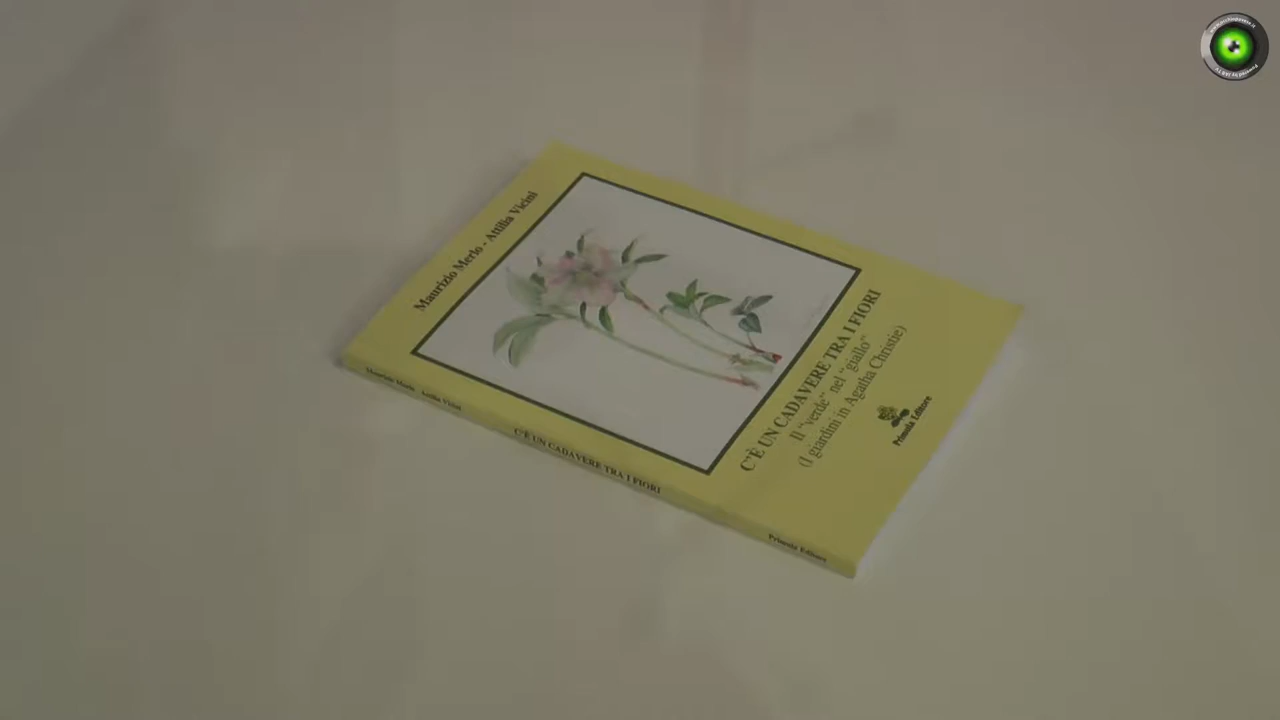 Maurizio Merlo - Attilia Vicini
C'È UN CADAVERE TRA I FIORI
Il “verde” nel “giallo”
(I giardini in Agatha Christie)
Primula Editore
Maurizio Merlo Attilia Vicini
C'È UN CADAVERE TRA I FIORI
Primula Editore